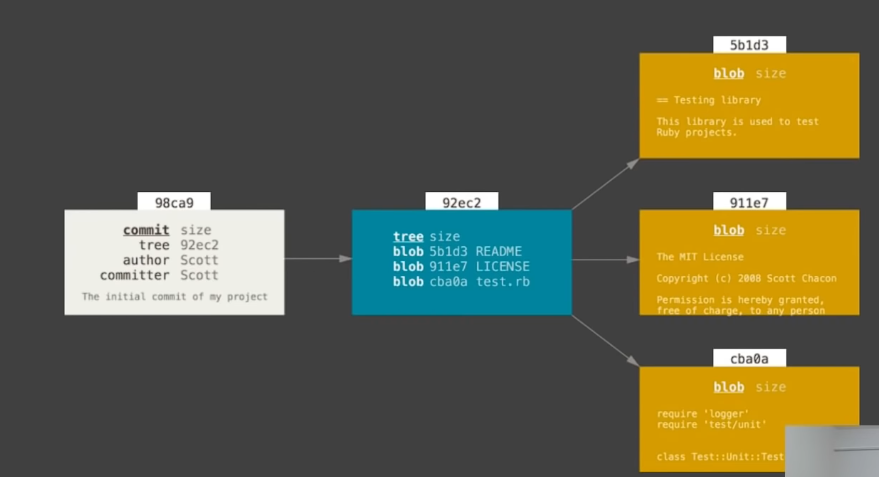 98ca9
commit size
tree 92ec2
author Scott
committer Scott
The initial commit of my project
92ec2
tree size
blob 5b1d3 README
blob 911e7 LICENSE
blob cba0a test.rb
5b1d3
blob size
== Testing library
This library is used to test
Ruby projects.
911e7
blob size
The MIT License
Copyright (c) 2008 Scott Chacon
Permission is hereby granted,
free of charge, to any person
cba0a
blob size
require 'logger'
require 'test/unit'
class Test::Unit::Test